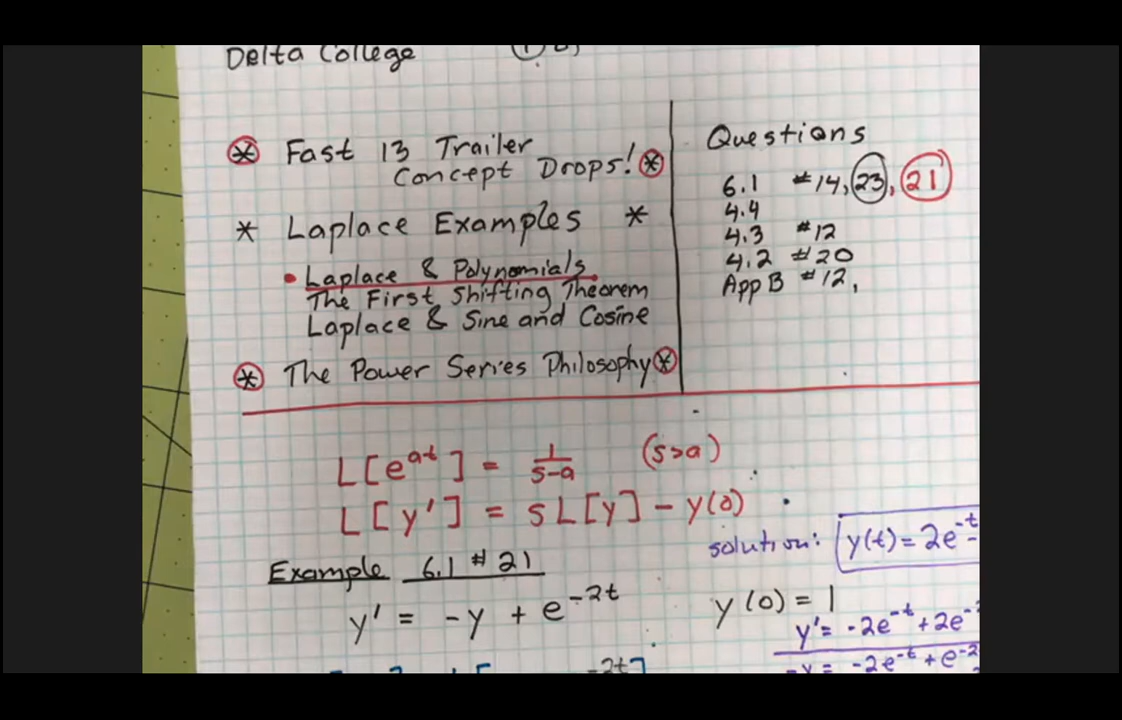 Delta College
⊛ Fast 13 Trailer
Concept Drops! ⊛
* Laplace Examples *
• Laplace & Polynomials
The First Shifting Theorem
Laplace & Sine and Cosine
⊛ The Power Series Philosophy ⊛
Questions
6.1 #14, 23, 21
4.4
4.3 #12
4.2 #20
App B #12,
L[e^{at}] = 1/(s-a) (s>a)
L[y'] = sL[y] - y(0)
Example 6.1 #21
solution: y(t) = 2e^{-t} -
y' = -y + e^{-2t}
y(0) = 1
y' = -2e^{-t} + 2e^{-2
-y = -2e^{-t} + e^{-2